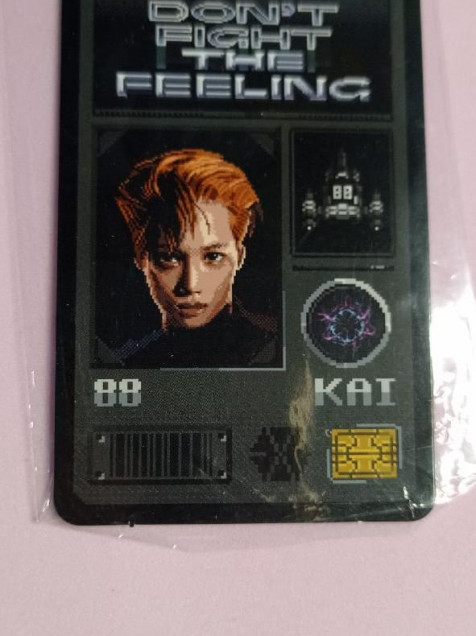 DON'T
FIGHT
THE
FEELING
88
88
KAI